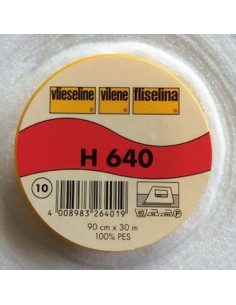 vlieseline vilene fliselina
H 640
10
4 008983 264019
90 cm x 30 m
100% PES